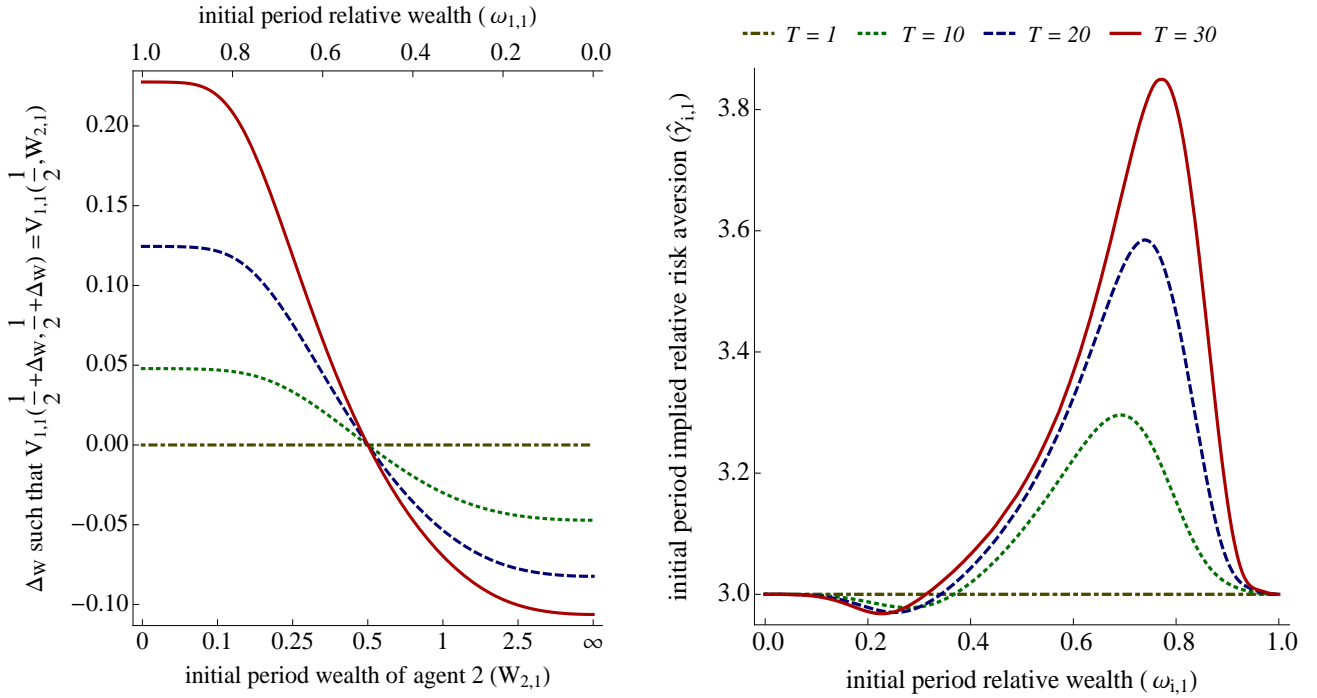 initial period relative wealth ( ω1,1)
1.0 0.8 0.6 0.4 0.2 0.0
Δw such that V1,1(1/2+Δw, 1/2+Δw) = V1,1(1/2, W2,1)
0.20
0.15
0.10
0.05
0.00
−0.05
−0.10
0 0.1 0.25 0.5 1 2.5 ∞
initial period wealth of agent 2 (W2,1)
T = 1 T = 10 T = 20 T = 30
initial period implied relative risk aversion (γ̂i,1)
3.8
3.6
3.4
3.2
3.0
0.0 0.2 0.4 0.6 0.8 1.0
initial period relative wealth ( ωi,1)